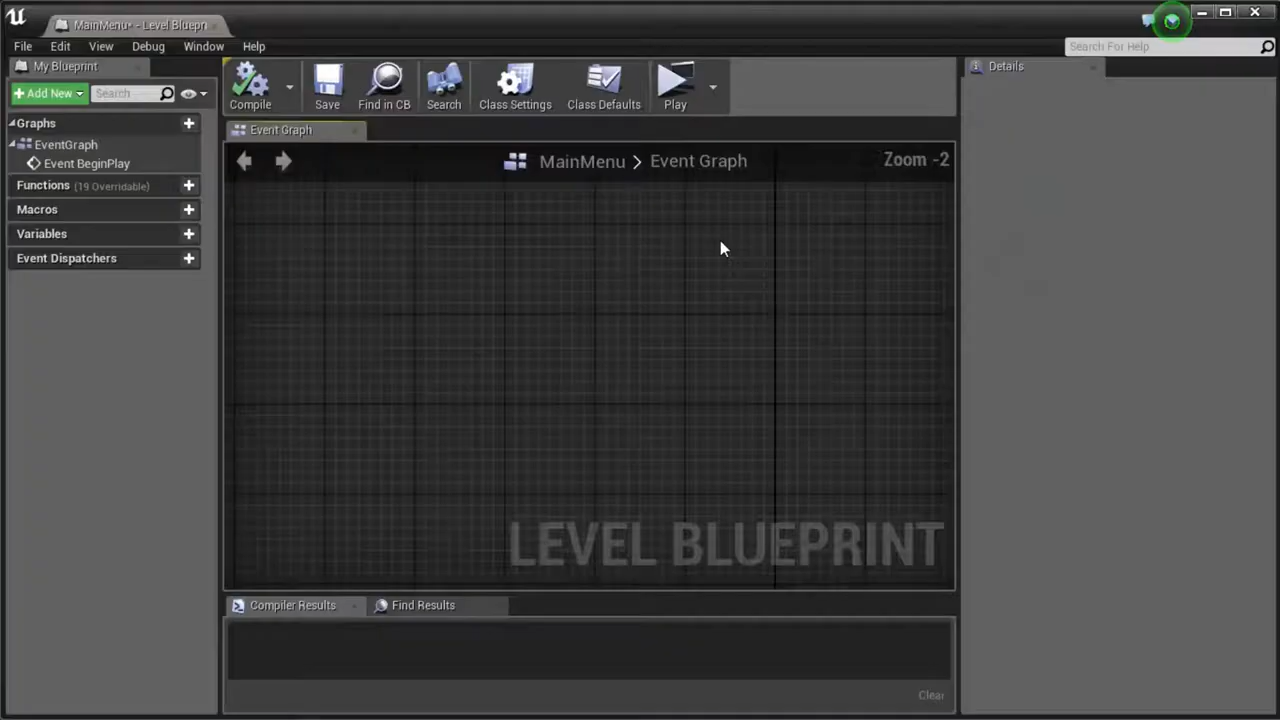 MainMenu* - Level Blueprin
File Edit View Debug Window Help
Search For Help
My Blueprint
Details
Add New
Search
Compile
Save
Find in CB
Search
Class Settings
Class Defaults
Play
Graphs
EventGraph
Event BeginPlay
Functions (19 Overridable)
Macros
Variables
Event Dispatchers
Event Graph
MainMenu > Event Graph
Zoom -2
LEVEL BLUEPRINT
Compiler Results
Find Results
Clear